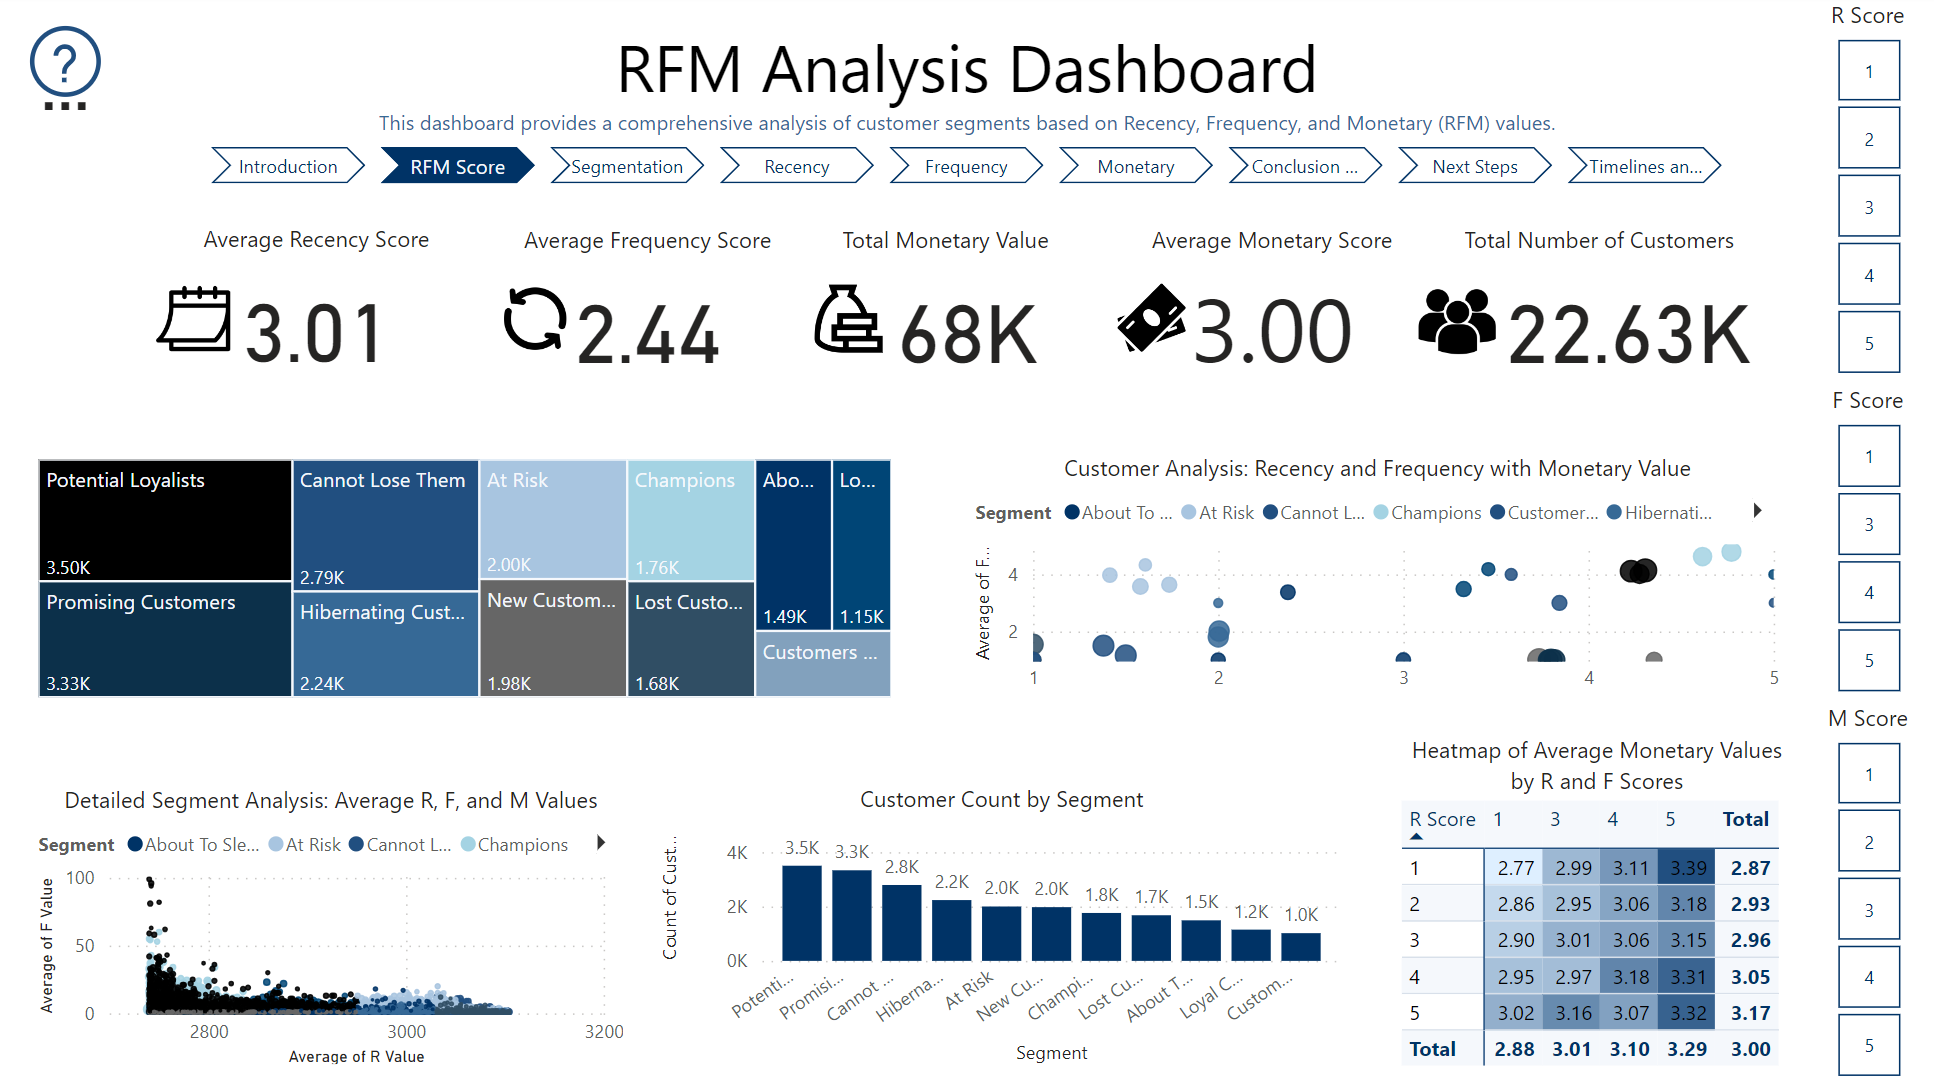 RFM Analysis Dashboard
This dashboard provides a comprehensive analysis of customer segments based on Recency, Frequency, and Monetary (RFM) values.
Introduction
RFM Score
Segmentation
Recency
Frequency
Monetary
Conclusion ...
Next Steps
Timelines an...
Average Recency Score
3.01
Average Frequency Score
2.44
Total Monetary Value
68K
Average Monetary Score
3.00
Total Number of Customers
22.63K
Potential Loyalists
3.50K
Promising Customers
3.33K
Cannot Lose Them
2.79K
Hibernating Cust...
2.24K
At Risk
2.00K
New Custom...
1.98K
Champions
1.76K
Lost Custo...
1.68K
Abo...
1.49K
Lo...
1.15K
Customers ...
Customer Analysis: Recency and Frequency with Monetary Value
Segment About To ... At Risk Cannot L... Champions Customer... Hibernati...
Average of F...
4
2
1 2 3 4 5
Detailed Segment Analysis: Average R, F, and M Values
Segment About To Sle... At Risk Cannot L... Champions
Average of F Value
100
50
0
2800 3000 3200
Average of R Value
Customer Count by Segment
Count of Cust...
4K
2K
0K
3.5K 3.3K 2.8K 2.2K 2.0K 2.0K 1.8K 1.7K 1.5K 1.2K 1.0K
Potenti... Promisi... Cannot ... Hiberna... At Risk New Cu... Champi... Lost Cu... About T... Loyal C... Custom...
Segment
Heatmap of Average Monetary Values
by R and F Scores
R Score 1 3 4 5 Total
1 2.77 2.99 3.11 3.39 2.87
2 2.86 2.95 3.06 3.18 2.93
3 2.90 3.01 3.06 3.15 2.96
4 2.95 2.97 3.18 3.31 3.05
5 3.02 3.16 3.07 3.32 3.17
Total 2.88 3.01 3.10 3.29 3.00
R Score
1
2
3
4
5
F Score
1
3
4
5
M Score
1
2
3
4
5